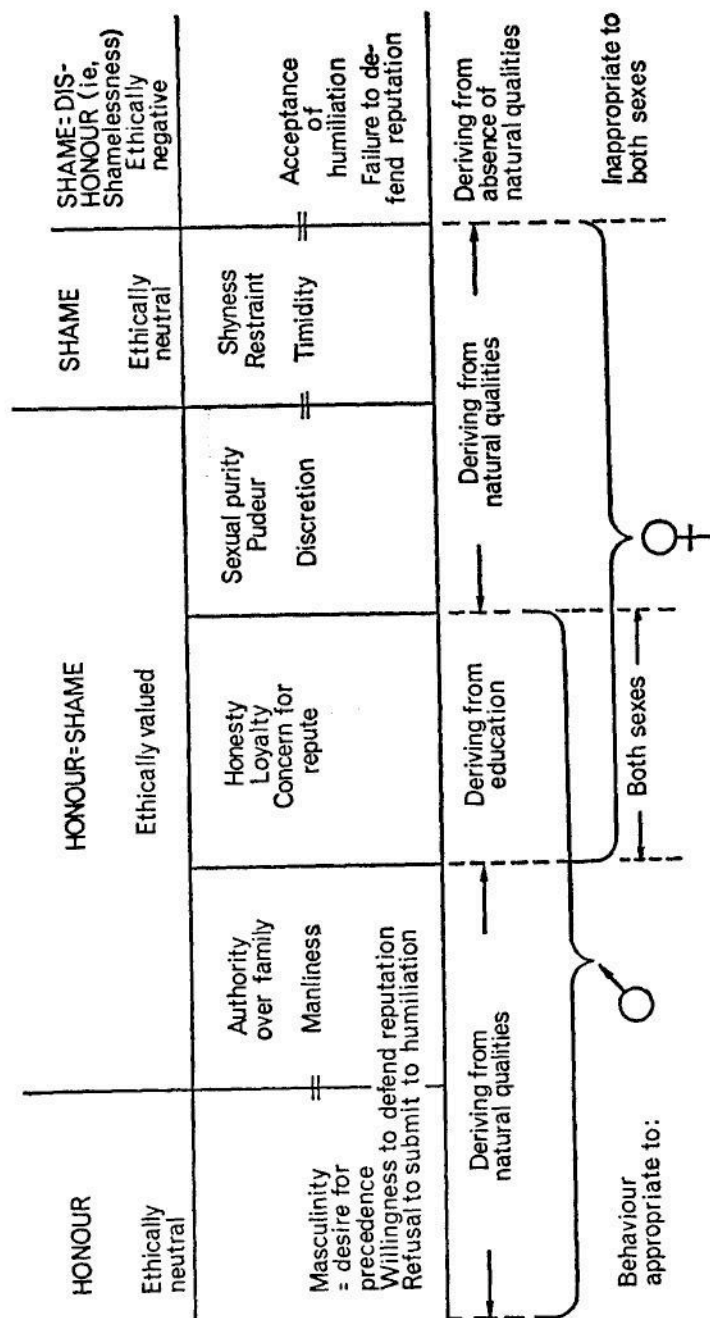 HONOUR
Ethically
neutral
HONOUR=SHAME
Ethically valued
SHAME
Ethically
neutral
SHAME=DIS-
HONOUR (ie,
Shamelessness)
Ethically
negative
Masculinity
= desire for
precedence
Willingness to defend reputation
Refusal to submit to humiliation
Authority
over family
Manliness
Honesty
Loyalty
Concern for
repute
Sexual purity
Pudeur
Discretion
Shyness
Restraint
Timidity
Acceptance
of
humiliation
Failure to de-
fend reputation
Deriving from
natural qualities
Deriving from
education
Deriving from
natural qualities
Deriving from
absence of
natural qualities
Behaviour
appropriate to:
Both sexes
Inappropriate to
both sexes